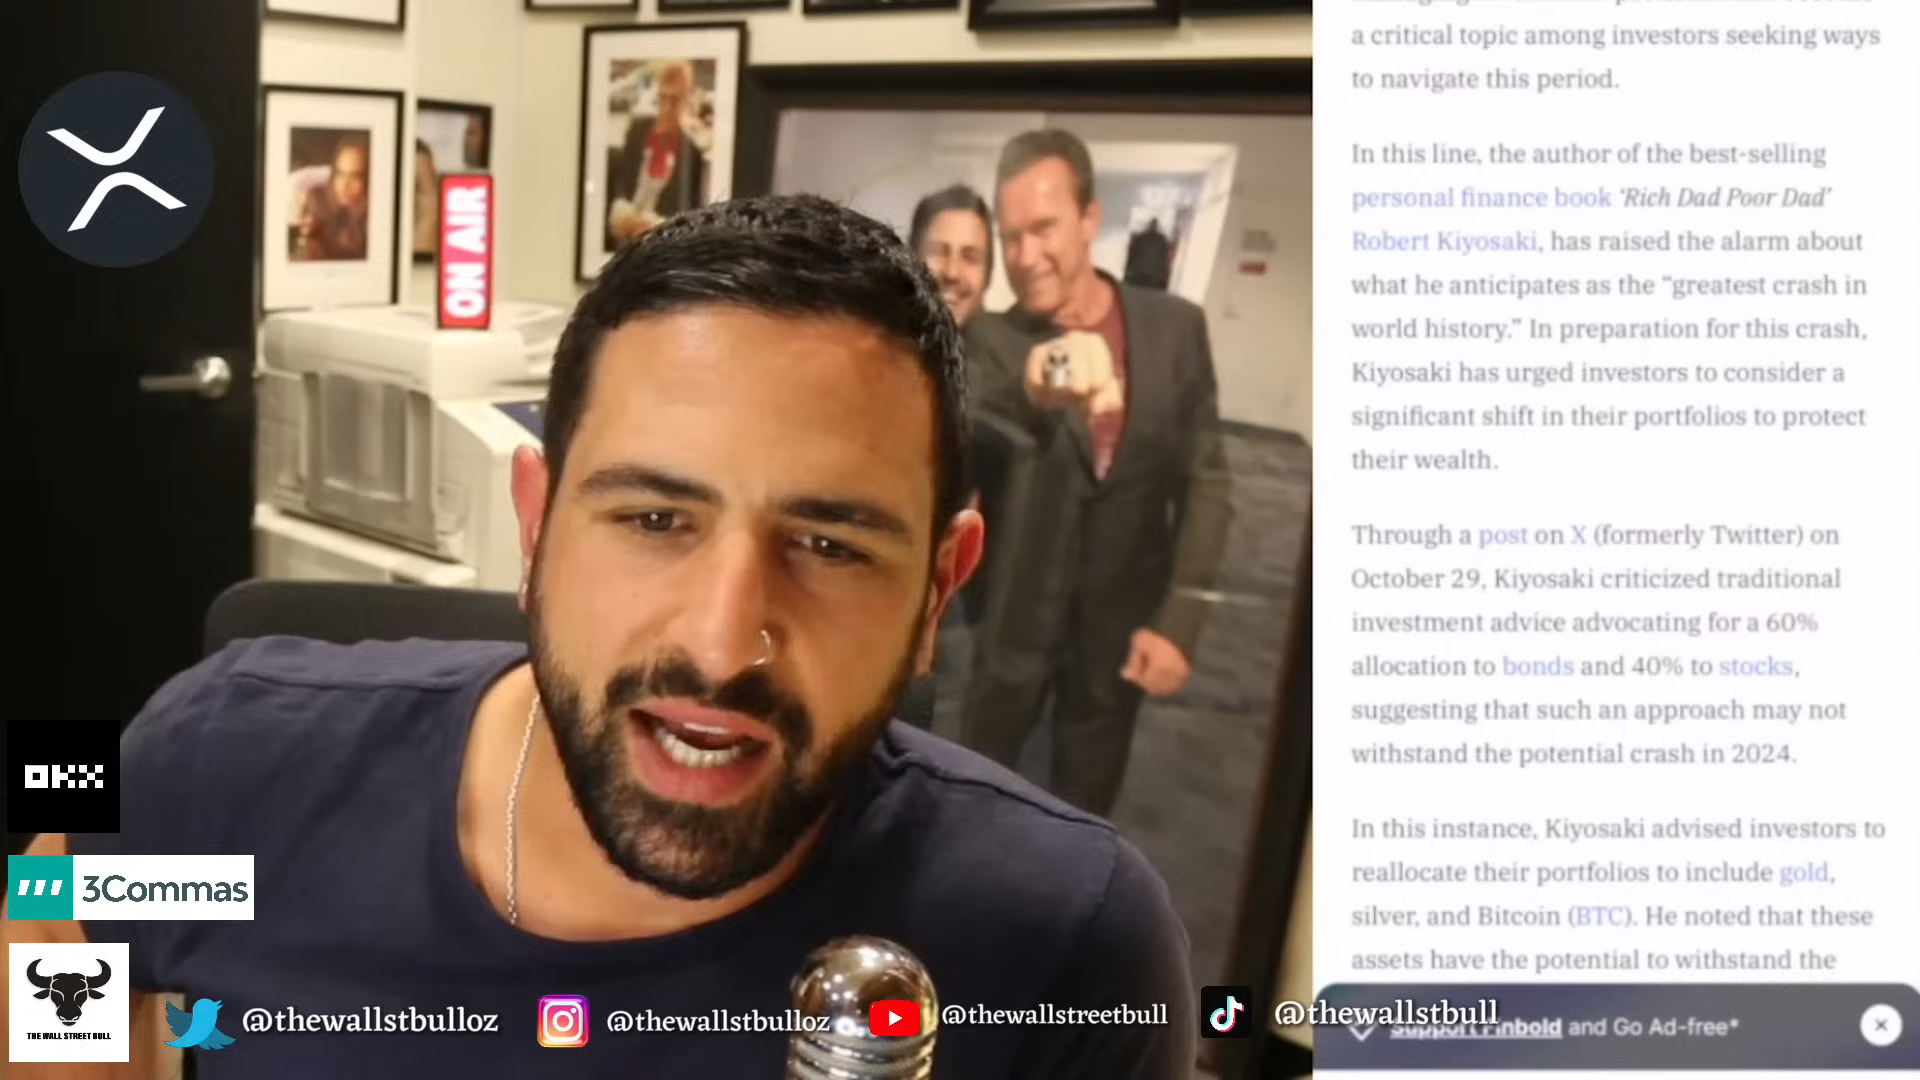 ON AIR
OKX
3Commas
THE WALL STREET BULL
@thewallstbulloz
@thewallstbulloz
@thewallstreetbull
@thewallstbull
a critical topic among investors seeking ways
to navigate this period.
In this line, the author of the best-selling
personal finance book ‘Rich Dad Poor Dad’
Robert Kiyosaki, has raised the alarm about
what he anticipates as the “greatest crash in
world history.” In preparation for this crash,
Kiyosaki has urged investors to consider a
significant shift in their portfolios to protect
their wealth.
Through a post on X (formerly Twitter) on
October 29, Kiyosaki criticized traditional
investment advice advocating for a 60%
allocation to bonds and 40% to stocks,
suggesting that such an approach may not
withstand the potential crash in 2024.
In this instance, Kiyosaki advised investors to
reallocate their portfolios to include gold,
silver, and Bitcoin (BTC). He noted that these
assets have the potential to withstand the
Support Finbold and Go Ad-free*